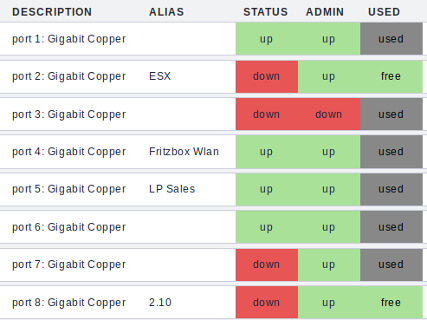 DESCRIPTION ALIAS STATUS ADMIN USED
port 1: Gigabit Copper up up used
port 2: Gigabit Copper ESX down up free
port 3: Gigabit Copper down down used
port 4: Gigabit Copper Fritzbox Wlan up up used
port 5: Gigabit Copper LP Sales up up used
port 6: Gigabit Copper up up used
port 7: Gigabit Copper down up used
port 8: Gigabit Copper 2.10 down up free